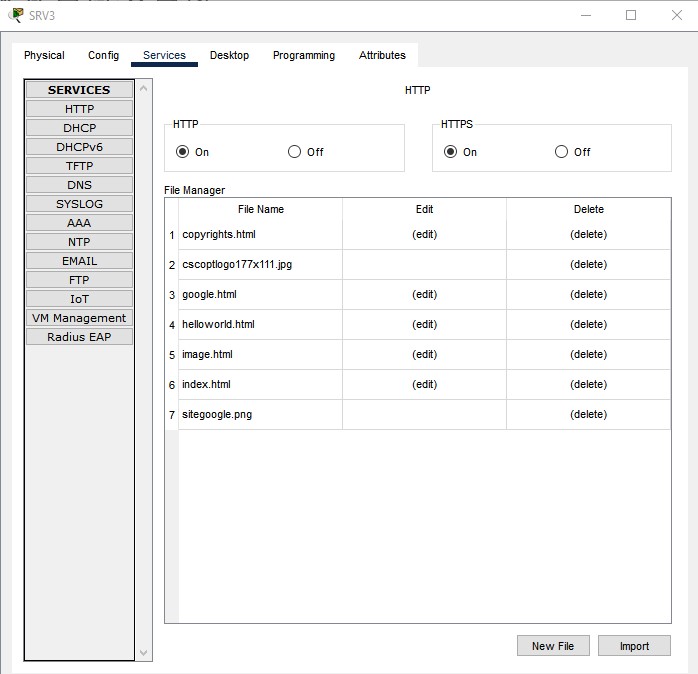 SRV3
Physical Config Services Desktop Programming Attributes
SERVICES
HTTP
DHCP
DHCPv6
TFTP
DNS
SYSLOG
AAA
NTP
EMAIL
FTP
IoT
VM Management
Radius EAP
HTTP
HTTP
On Off
HTTPS
On Off
File Manager
File Name Edit Delete
1 copyrights.html (edit) (delete)
2 cscoptlogo177x111.jpg (delete)
3 google.html (edit) (delete)
4 helloworld.html (edit) (delete)
5 image.html (edit) (delete)
6 index.html (edit) (delete)
7 sitegoogle.png (delete)
New File Import